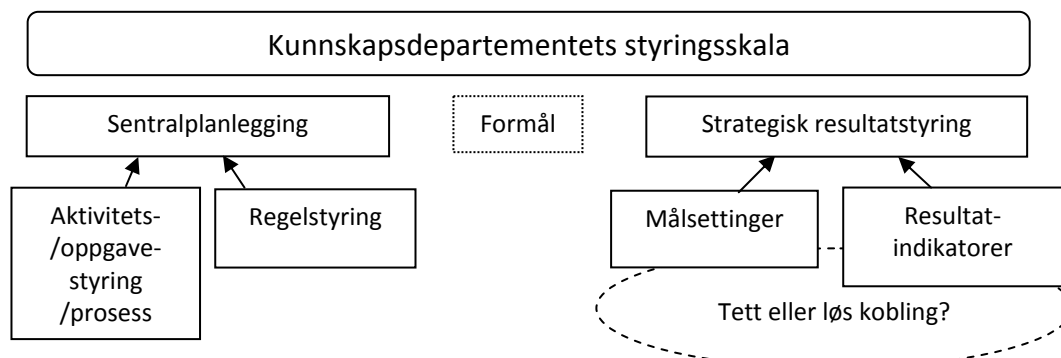 Kunnskapsdepartementets styringsskala
Sentralplanlegging
Formål
Strategisk resultatstyring
Aktivitets-
/oppgave-
styring
/prosess
Regelstyring
Målsettinger
Resultat-
indikatorer
Tett eller løs kobling?